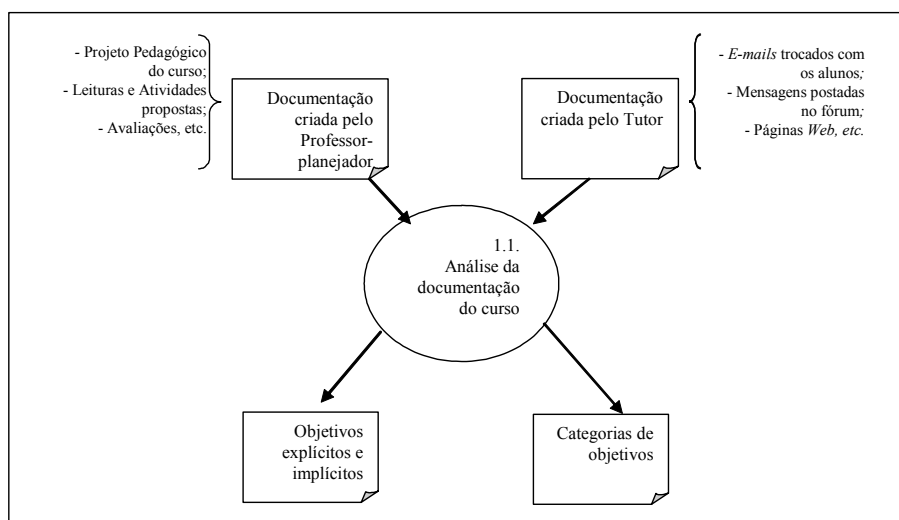 - Projeto Pedagógico
do curso;
- Leituras e Atividades
propostas;
- Avaliações, etc.
Documentação
criada pelo
Professor-
planejador
Documentação
criada pelo Tutor
- E-mails trocados com
os alunos;
- Mensagens postadas
no fórum;
- Páginas Web, etc.
1.1.
Análise da
documentação
do curso
Objetivos
explícitos e
implícitos
Categorias de
objetivos